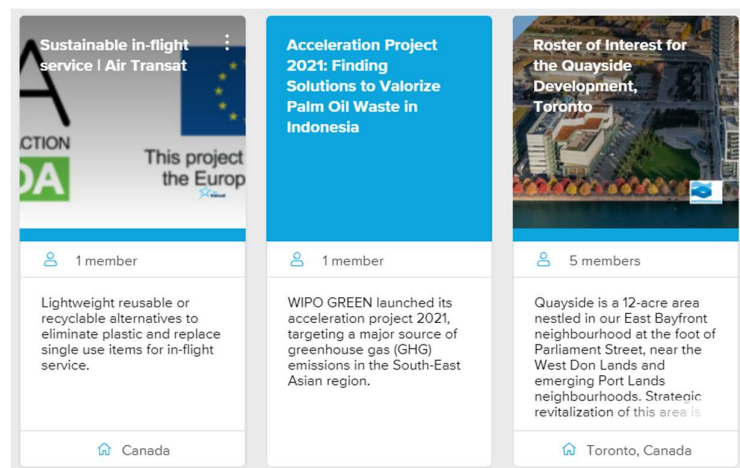 Sustainable in-flight
service | Air Transat
A
CTION
DA
This project
the Europ
transat
1 member
Lightweight reusable or
recyclable alternatives to
eliminate plastic and replace
single use items for in-flight
service.
Canada
Acceleration Project
2021: Finding
Solutions to Valorize
Palm Oil Waste in
Indonesia
1 member
WIPO GREEN launched its
acceleration project 2021,
targeting a major source of
greenhouse gas (GHG)
emissions in the South-East
Asian region.
Roster of Interest for
the Quayside
Development,
Toronto
5 members
Quayside is a 12-acre area
nestled in our East Bayfront
neighbourhood at the foot of
Parliament Street, near the
West Don Lands and
emerging Port Lands
neighbourhoods. Strategic
revitalization of this area is
Toronto, Canada